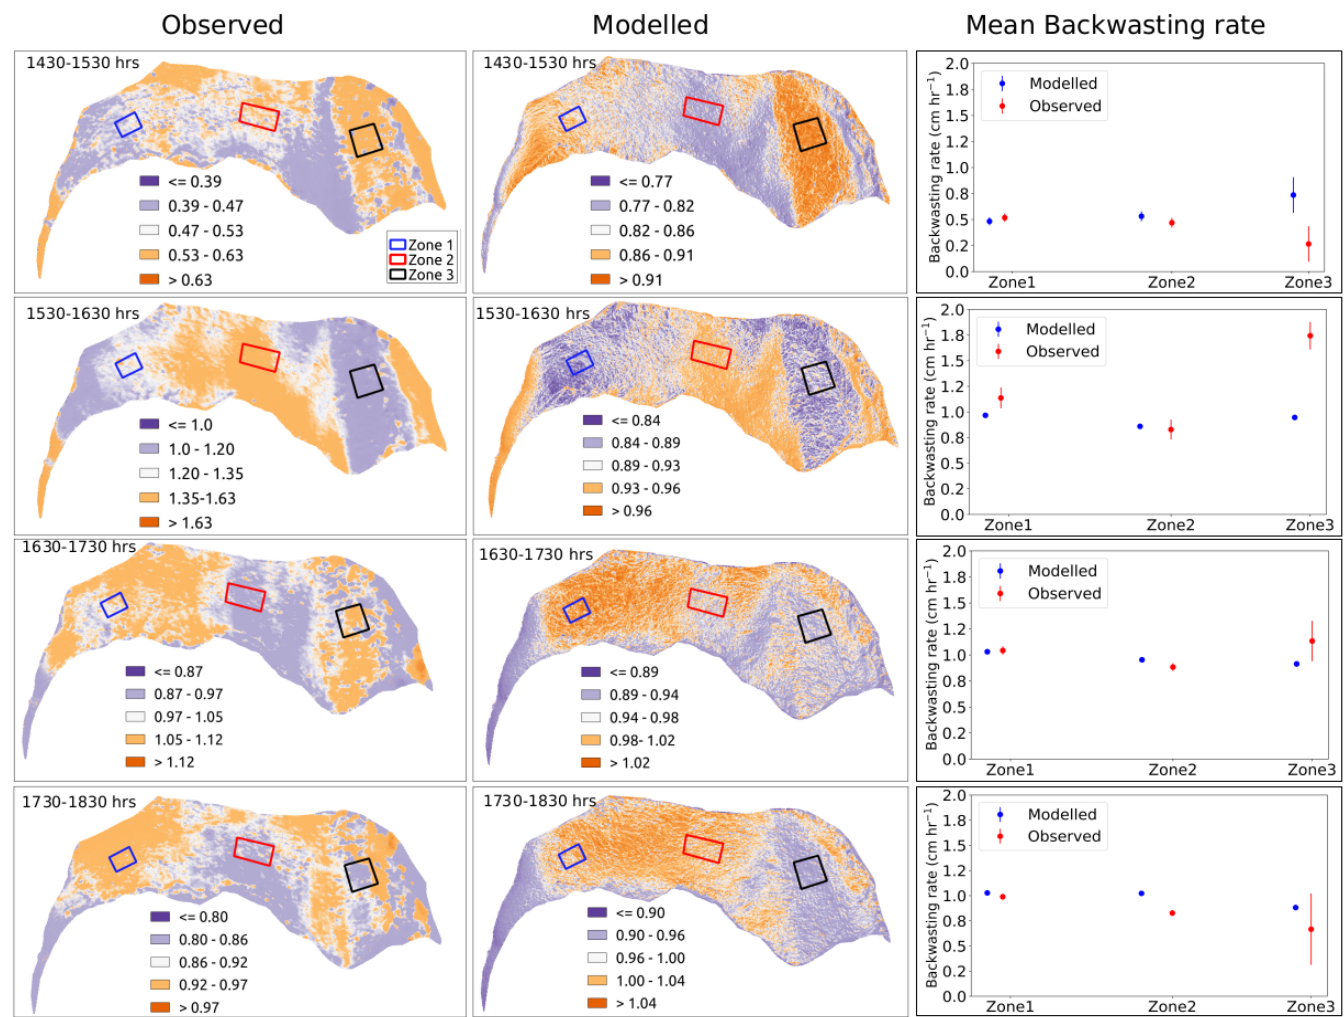 Observed
Modelled
Mean Backwasting rate
1430-1530 hrs
<= 0.39
0.39 - 0.47
0.47 - 0.53
0.53 - 0.63
> 0.63
Zone 1
Zone 2
Zone 3
1430-1530 hrs
<= 0.77
0.77 - 0.82
0.82 - 0.86
0.86 - 0.91
> 0.91
Backwasting rate (cm hr⁻¹)
2.0
1.8
1.5
1.2
1.0
0.8
0.5
0.2
0.0
Modelled
Observed
Zone1
Zone2
Zone3
1530-1630 hrs
<= 1.0
1.0 - 1.20
1.20 - 1.35
1.35-1.63
> 1.63
1530-1630 hrs
<= 0.84
0.84 - 0.89
0.89 - 0.93
0.93 - 0.96
> 0.96
Backwasting rate (cm hr⁻¹)
2.0
1.8
1.5
1.2
1.0
0.8
0.5
0.2
0.0
Modelled
Observed
Zone1
Zone2
Zone3
1630-1730 hrs
<= 0.87
0.87 - 0.97
0.97 - 1.05
1.05 - 1.12
> 1.12
1630-1730 hrs
<= 0.89
0.89 - 0.94
0.94 - 0.98
0.98- 1.02
> 1.02
Backwasting rate (cm hr⁻¹)
2.0
1.8
1.5
1.2
1.0
0.8
0.5
0.2
0.0
Modelled
Observed
Zone1
Zone2
Zone3
1730-1830 hrs
<= 0.80
0.80 - 0.86
0.86 - 0.92
0.92 - 0.97
> 0.97
1730-1830 hrs
<= 0.90
0.90 - 0.96
0.96 - 1.00
1.00 - 1.04
> 1.04
Backwasting rate (cm hr⁻¹)
2.0
1.8
1.5
1.2
1.0
0.8
0.5
0.2
0.0
Modelled
Observed
Zone1
Zone2
Zone3